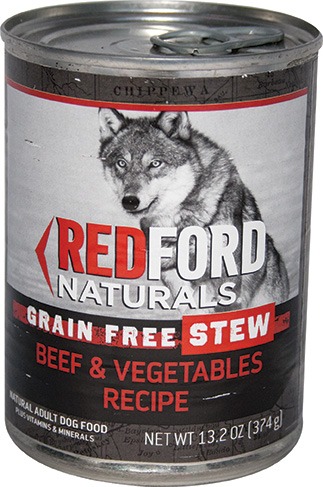 CHIPPEWA
REDFORD
NATURALS
GRAIN FREE STEW
BEEF & VEGETABLES
RECIPE
NATURAL ADULT DOG FOOD
PLUS VITAMINS & MINERALS
NET WT 13.2 OZ (374g)